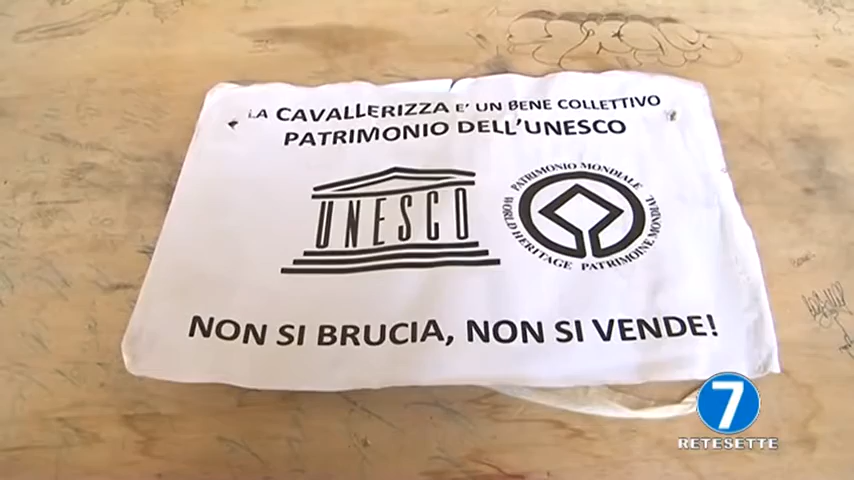 LA CAVALLERIZZA E' UN BENE COLLETTIVO
PATRIMONIO DELL'UNESCO
UNESCO
PATRIMONIO MONDIALE
WORLD HERITAGE
PATRIMOINE MONDIAL
NON SI BRUCIA, NON SI VENDE!
7
RETESETTE